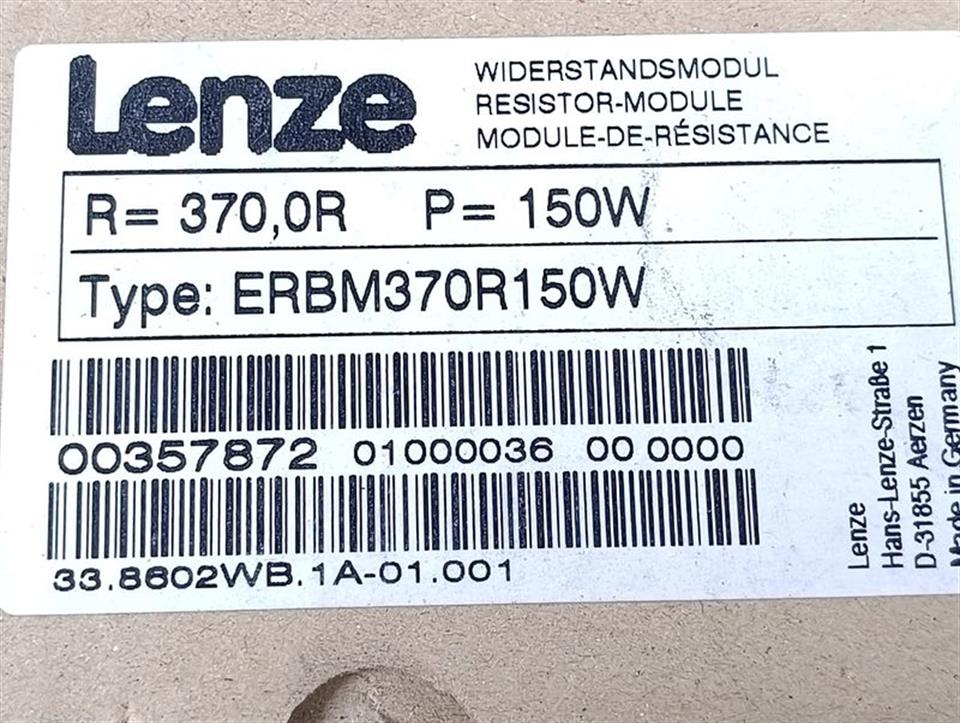 Lenze
WIDERSTANDSMODUL
RESISTOR-MODULE
MODULE-DE-RÉSISTANCE
R= 370,0R P= 150W
Type: ERBM370R150W
00357872 01000036 00 0000
33.8602WB.1A-01.001
Lenze
Hans-Lenze-Straße 1
D-31855 Aerzen
Made in Germany